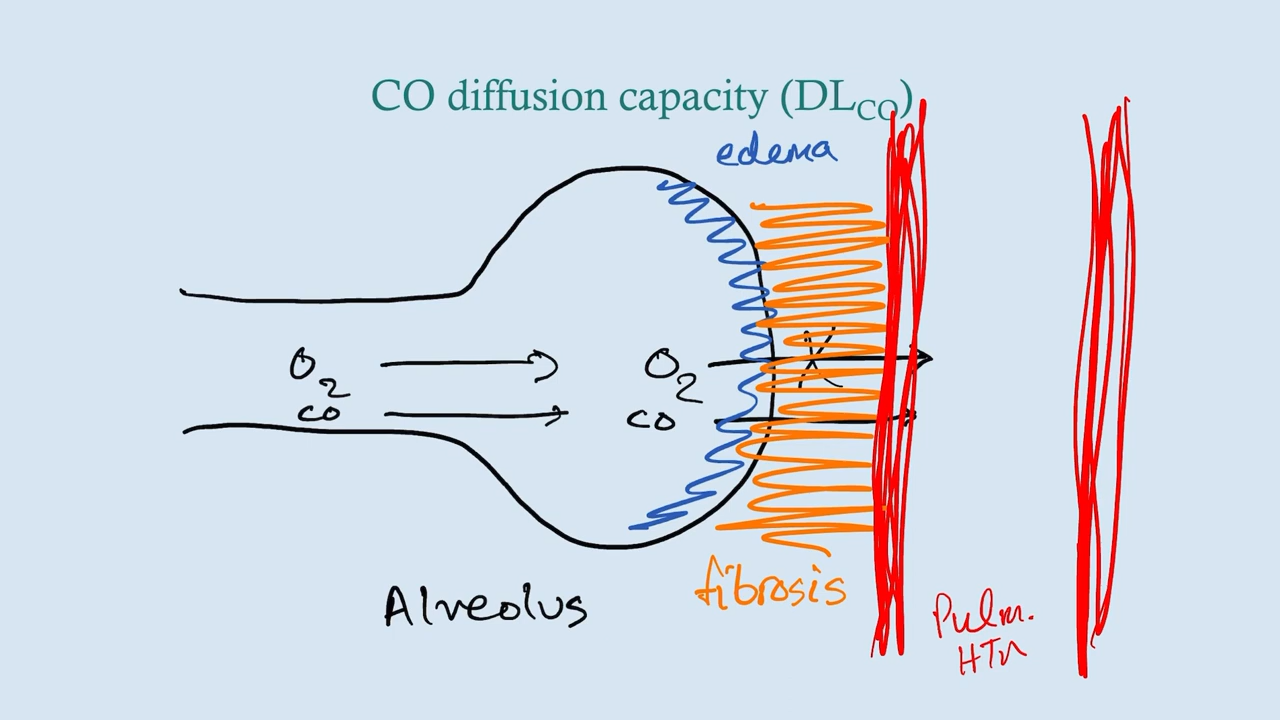 CO diffusion capacity (DLCO)
edema
O2 O2
CO CO
fibrosis
Alveolus
Pulm.
HTN